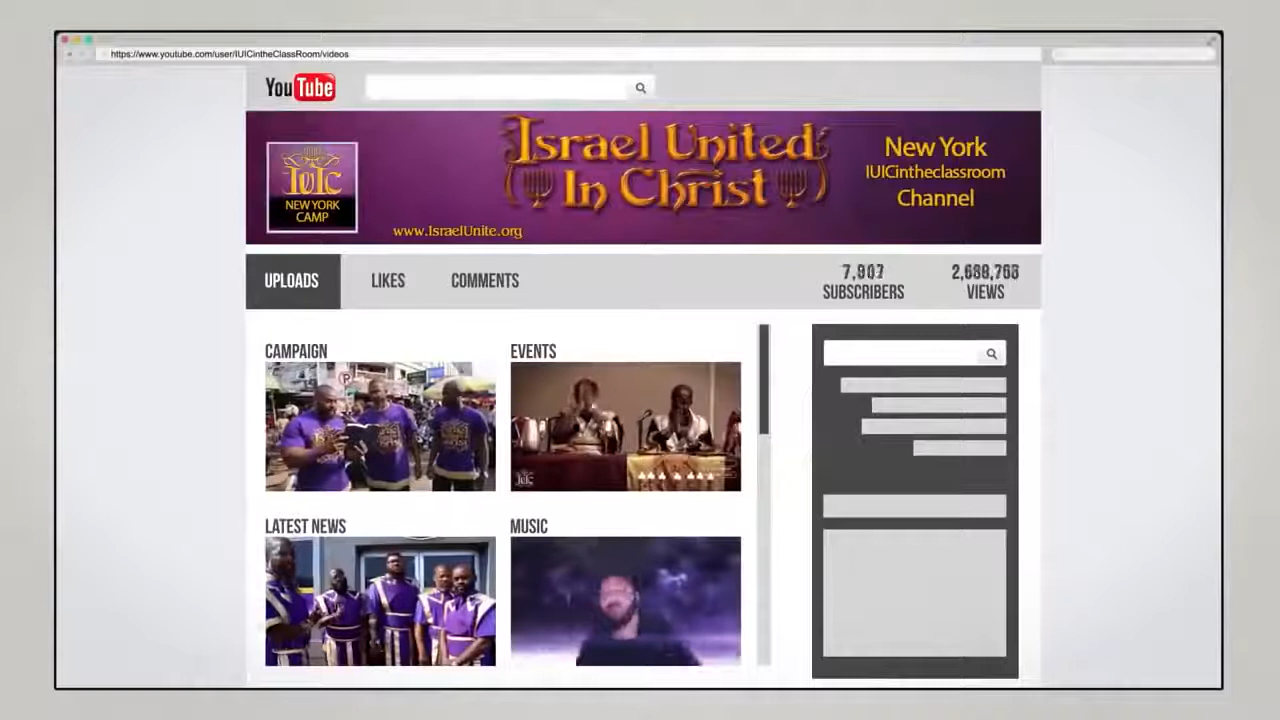 https://www.youtube.com/user/IUICintheClassRoom/videos
YouTube
Israel United
In Christ
New York
IUICintheclassroom
Channel
IUIC
NEW YORK
CAMP
www.IsraelUnite.org
UPLOADS
LIKES
COMMENTS
SUBSCRIBERS
VIEWS
CAMPAIGN
EVENTS
P
IUIC
LATEST NEWS
MUSIC